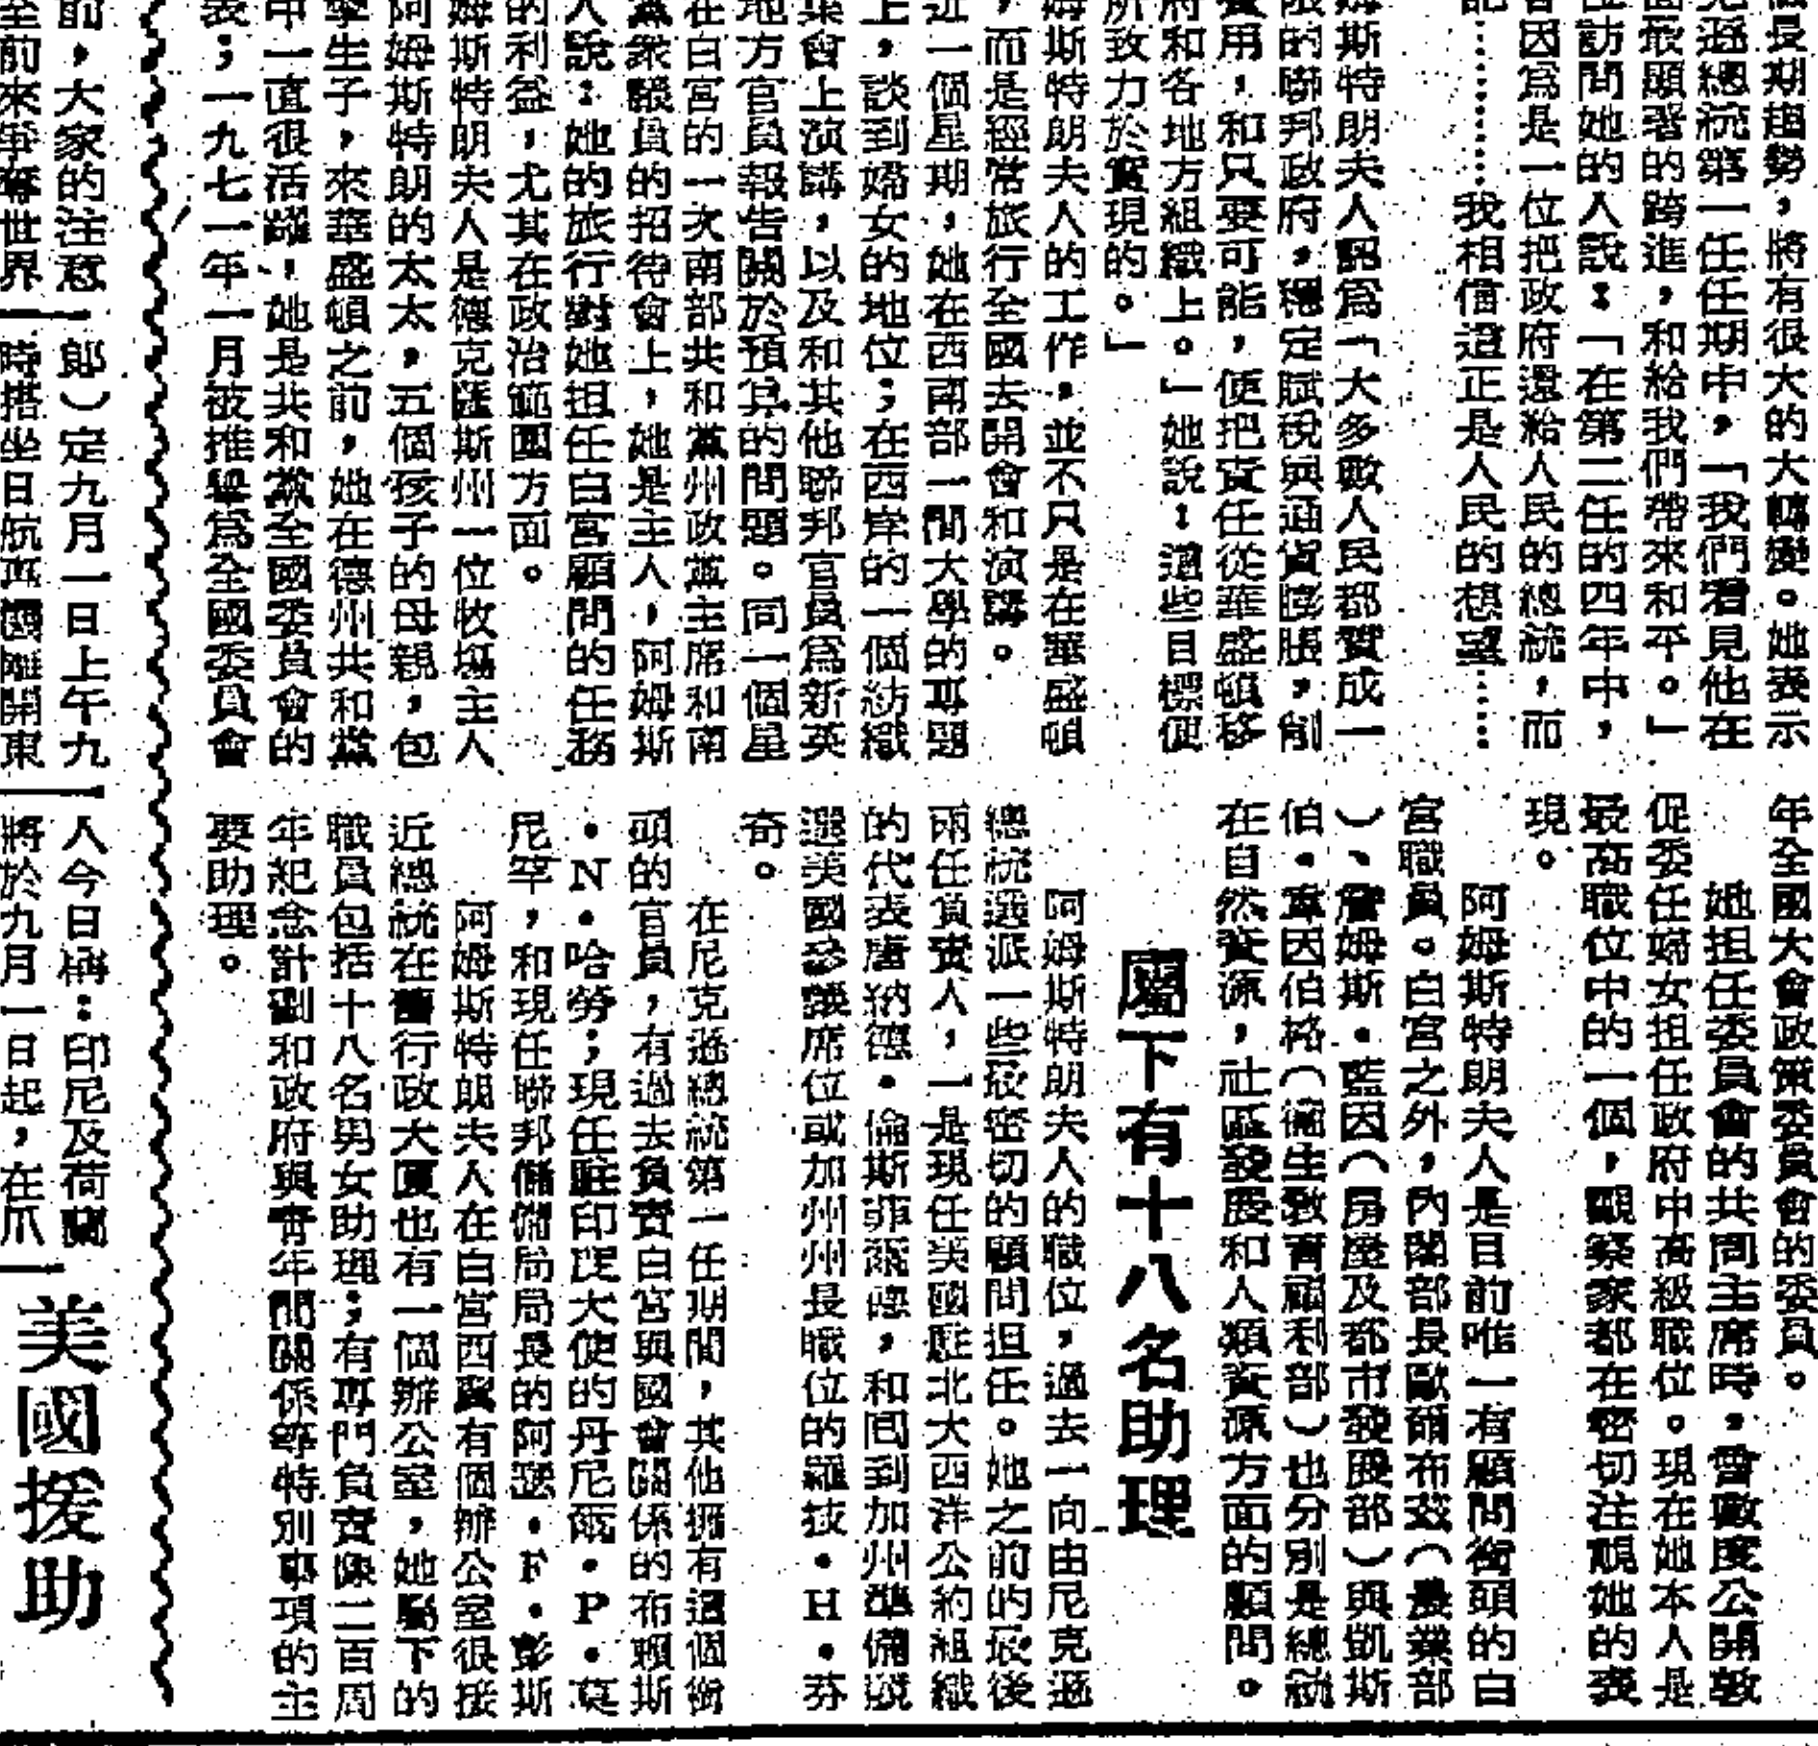 長期趨勢，將有很大的大轉變。她表示
克遜總統第一任任期中，「我們看見他在
面最顯著的跨進，和給我們帶來和平。」
位訪問她的人說：「在第二任的四年中，
者因爲是一位把政府還給人民的總統，而
記………我相信這正是人民的想望……
姆斯特朗夫人認爲「大多數人民都贊成一
限的聯邦政府，穩定賦稅與通貨膨脹，削
費用，和只要可能，便把責任從華盛頓移
府和各地方組織上。」她說：這些目標便
所致力於實現的。」
姆斯特朗夫人的工作，並不只是在華盛頓
，而是經常旅行全國去開會和演講。
近一個星期，她在西南部一間大學的專題
上，談到婦女的地位；在西岸的一個紡織
集會上演講，以及和其他聯邦官員爲新英
地方官員報告關於預算的問題。同一個星
在白宮的一次南部共和黨州政黨主席和南
黨衆議員的招待會上，她是主人，阿姆斯
人說：她的旅行對她担任白宮顧問的任務
的利益，尤其在政治範圍方面。
姆斯特朗夫人是德克薩斯州一位牧塲主人
阿姆斯特朗的太太，五個孩子的母親，包
孿生子，來華盛頓之前，她在德州共和黨
中一直很活躍，她是共和黨全國委員會的
表；一九七一年一月被推舉爲全國委員會
年全國大會政策委員會的委員。
她担任委員會的共同主席時，曾數度公開敦
促委任婦女担任政府中高級職位。現在她本人是
最高職位中的一個，觀察家都在密切注視她的表
現。
阿姆斯特朗夫人是目前唯一有顧問銜頭的白
宮職員。白宮之外，內閣部長歐爾布茲（農業部
）、詹姆斯．藍因（房屋及都市發展部）與凱斯
伯．韋因伯格（衞生敎育福利部）也分別是總統
在自然資源，社區發展和人類資源方面的顧問。
屬下有十八名助理
阿姆斯特朗夫人的職位，過去一向由尼克遜
總統選派一些最密切的顧問担任。她之前的最後
兩任負責人，一是現任美國駐北大西洋公約組織
的代表唐納德．倫斯菲爾德，和囘到加州準備競
選美國參議席位或加州州長職位的羅拔．H．芬
奇。
在尼克遜總統第一任期間，其他擁有這個銜
頭的官員，有過去負責白宮與國會關係的布賴斯
．N．哈勞；現任駐印度大使的丹尼爾．P．莫
尼罕，和現任聯邦儲備局局長的阿瑟．F．彭斯
阿姆斯特朗夫人在白宮西翼有個辦公室很接
近總統在舊行政大厦也有一個辦公室，她屬下的
職員包括十八名男女助理；有專門負責像二百周
年紀念計劃和政府與靑年間關係等特別事項的主
要助理。
前，大家的注意
至前來爭奪世界
郎）定九月一日上午九
時搭坐日航班機離開東
人今日稱：印尼及荷蘭
將於九月一日起，在爪
美國援助